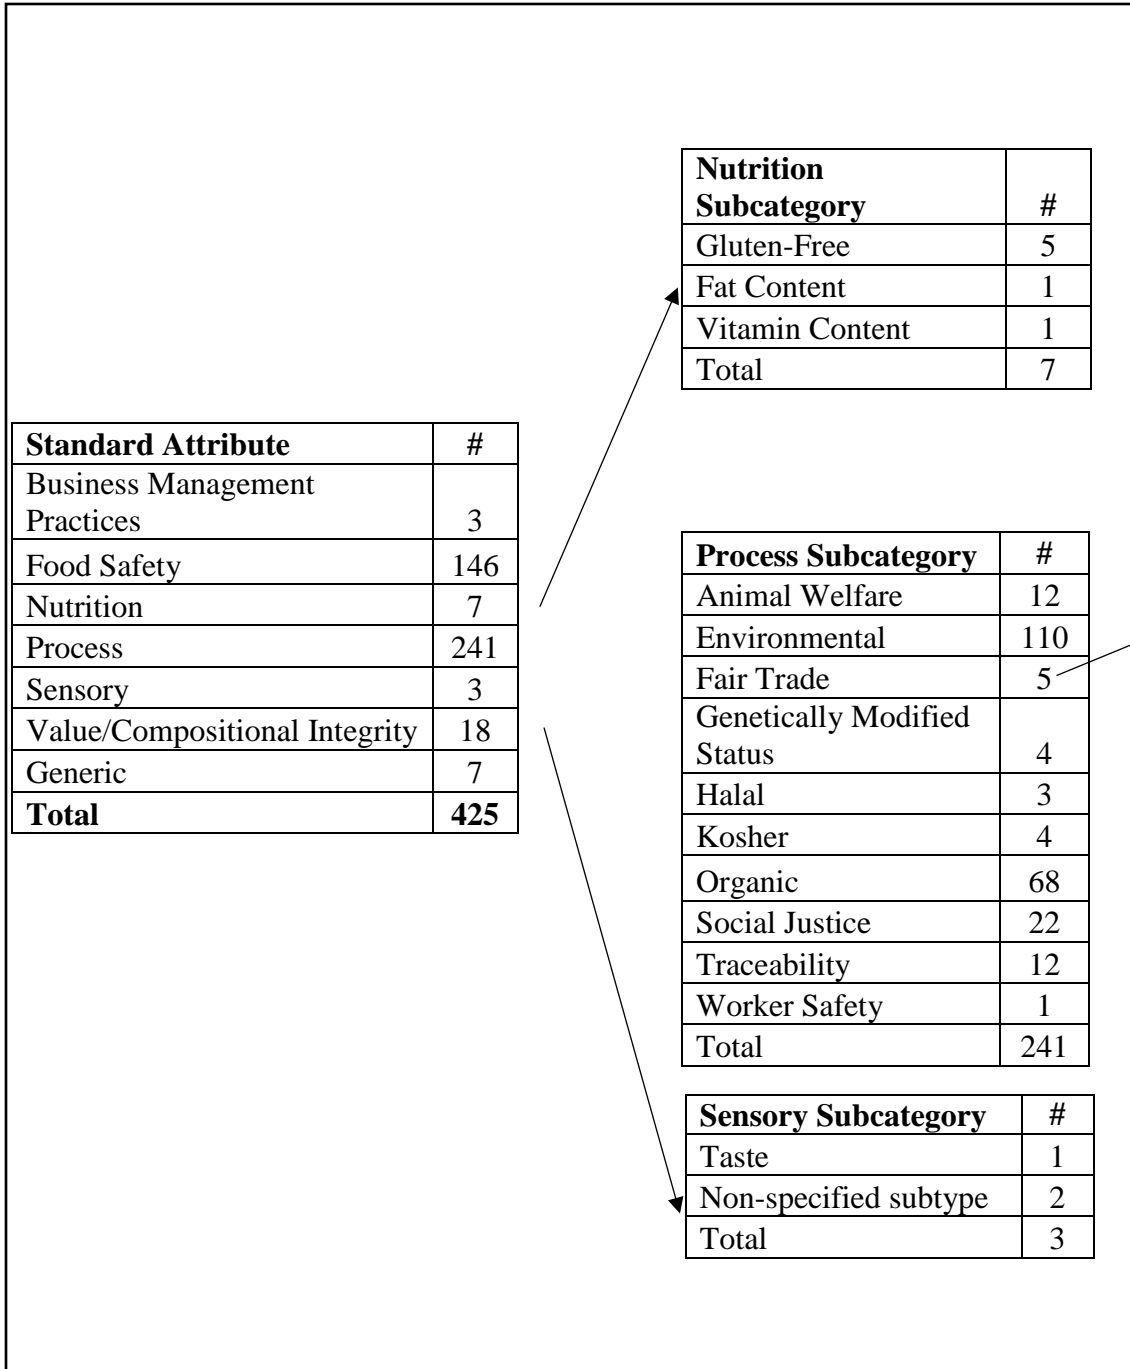 Nutrition
Subcategory #
Gluten-Free 5
Fat Content 1
Vitamin Content 1
Total 7
Standard Attribute #
Business Management
Practices 3
Food Safety 146
Nutrition 7
Process 241
Sensory 3
Value/Compositional Integrity 18
Generic 7
Total 425
Process Subcategory #
Animal Welfare 12
Environmental 110
Fair Trade 5
Genetically Modified
Status 4
Halal 3
Kosher 4
Organic 68
Social Justice 22
Traceability 12
Worker Safety 1
Total 241
Sensory Subcategory #
Taste 1
Non-specified subtype 2
Total 3